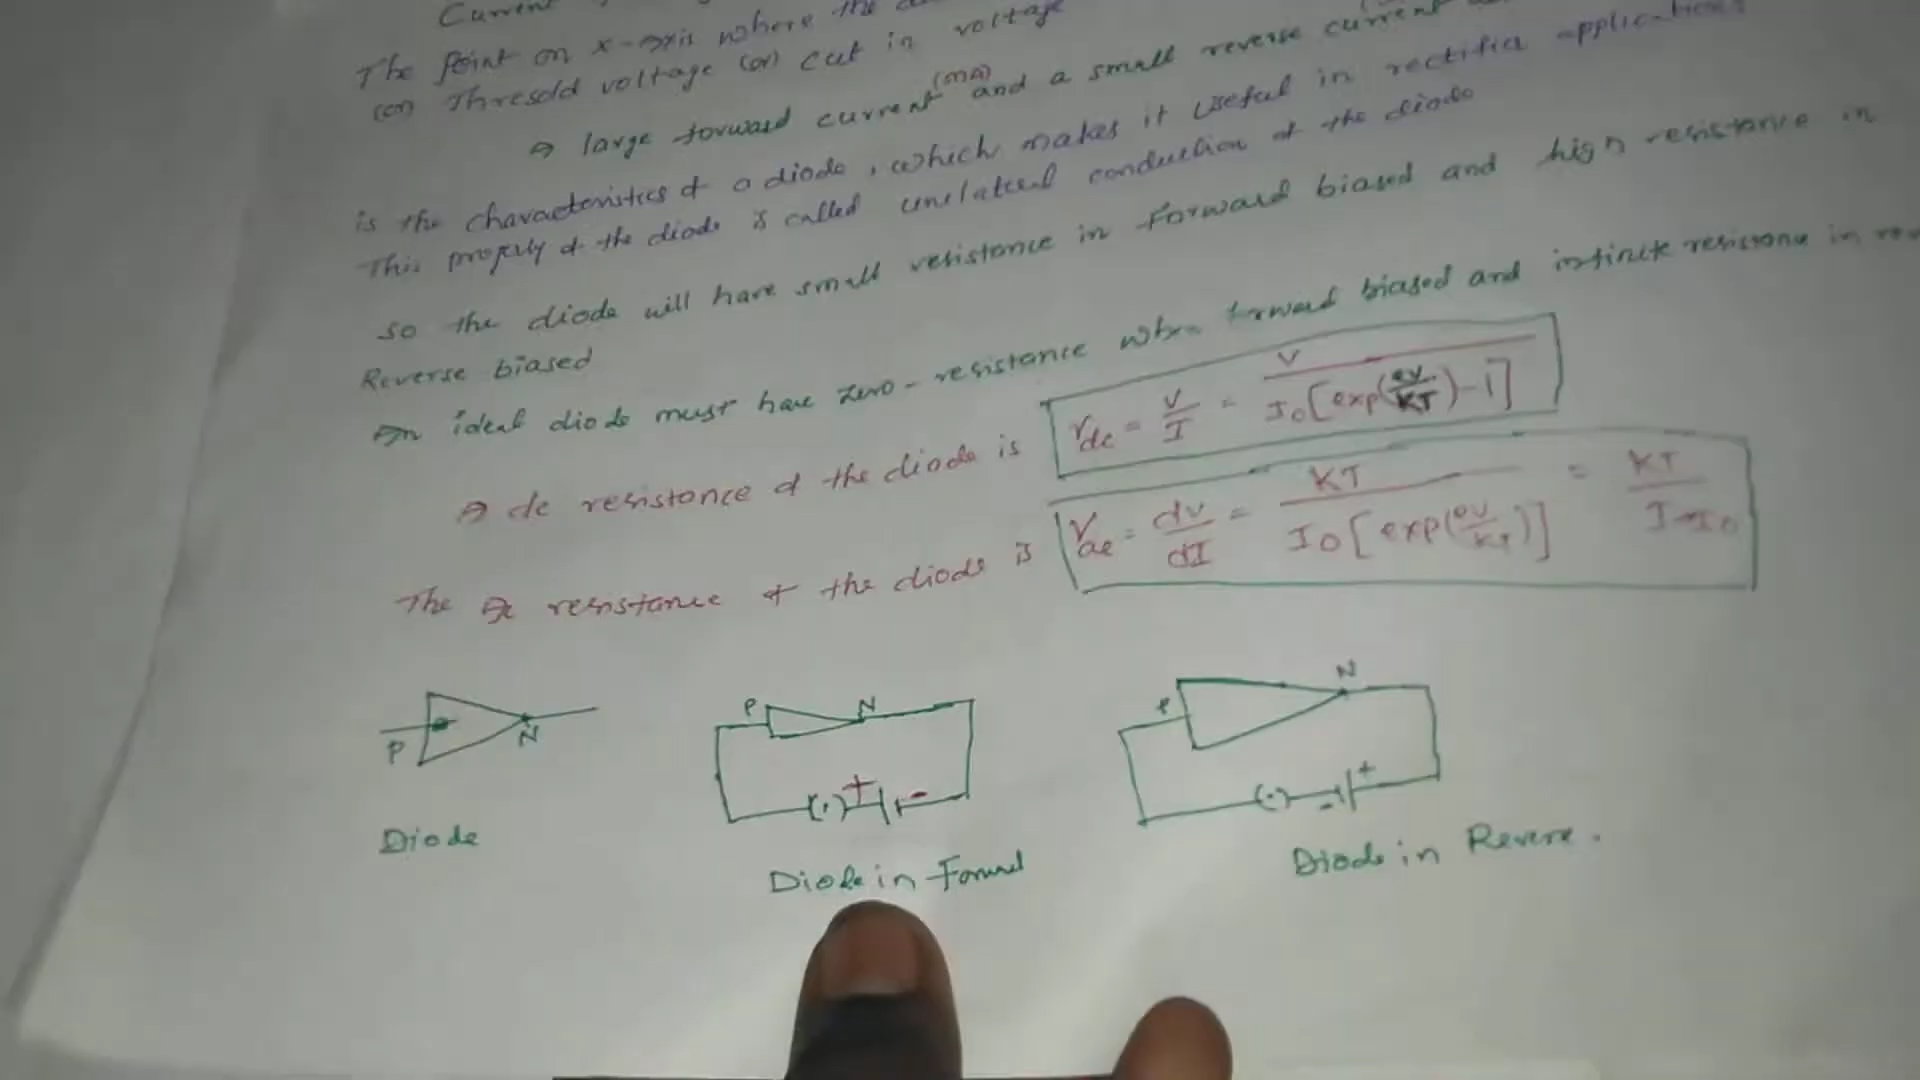 Current
The point on x-axis where the
(or) Thresold voltage (or) cut in voltage
A large forward current (mA) and a small reverse current
is the characteristics of a diode, which makes it useful in rectifier applications
This property of the diode is called unilateral conduction of the diode
so the diode will have small resistance in forward biased and high resistance in
Reverse biased
An ideal diode must have zero-resistance when forward biased and infinite resistance in
A dc resistance of the diode is r_dc = V/I = V/I0[exp(eV/KT)-1]
The ac resistance of the diode is r_ac = dV/dI = KT/I0[exp(eV/KT)] = KT/I-I0
P N
P N
+ -
P N
- +
Diode
Diode in Forward
Diode in Reverse.